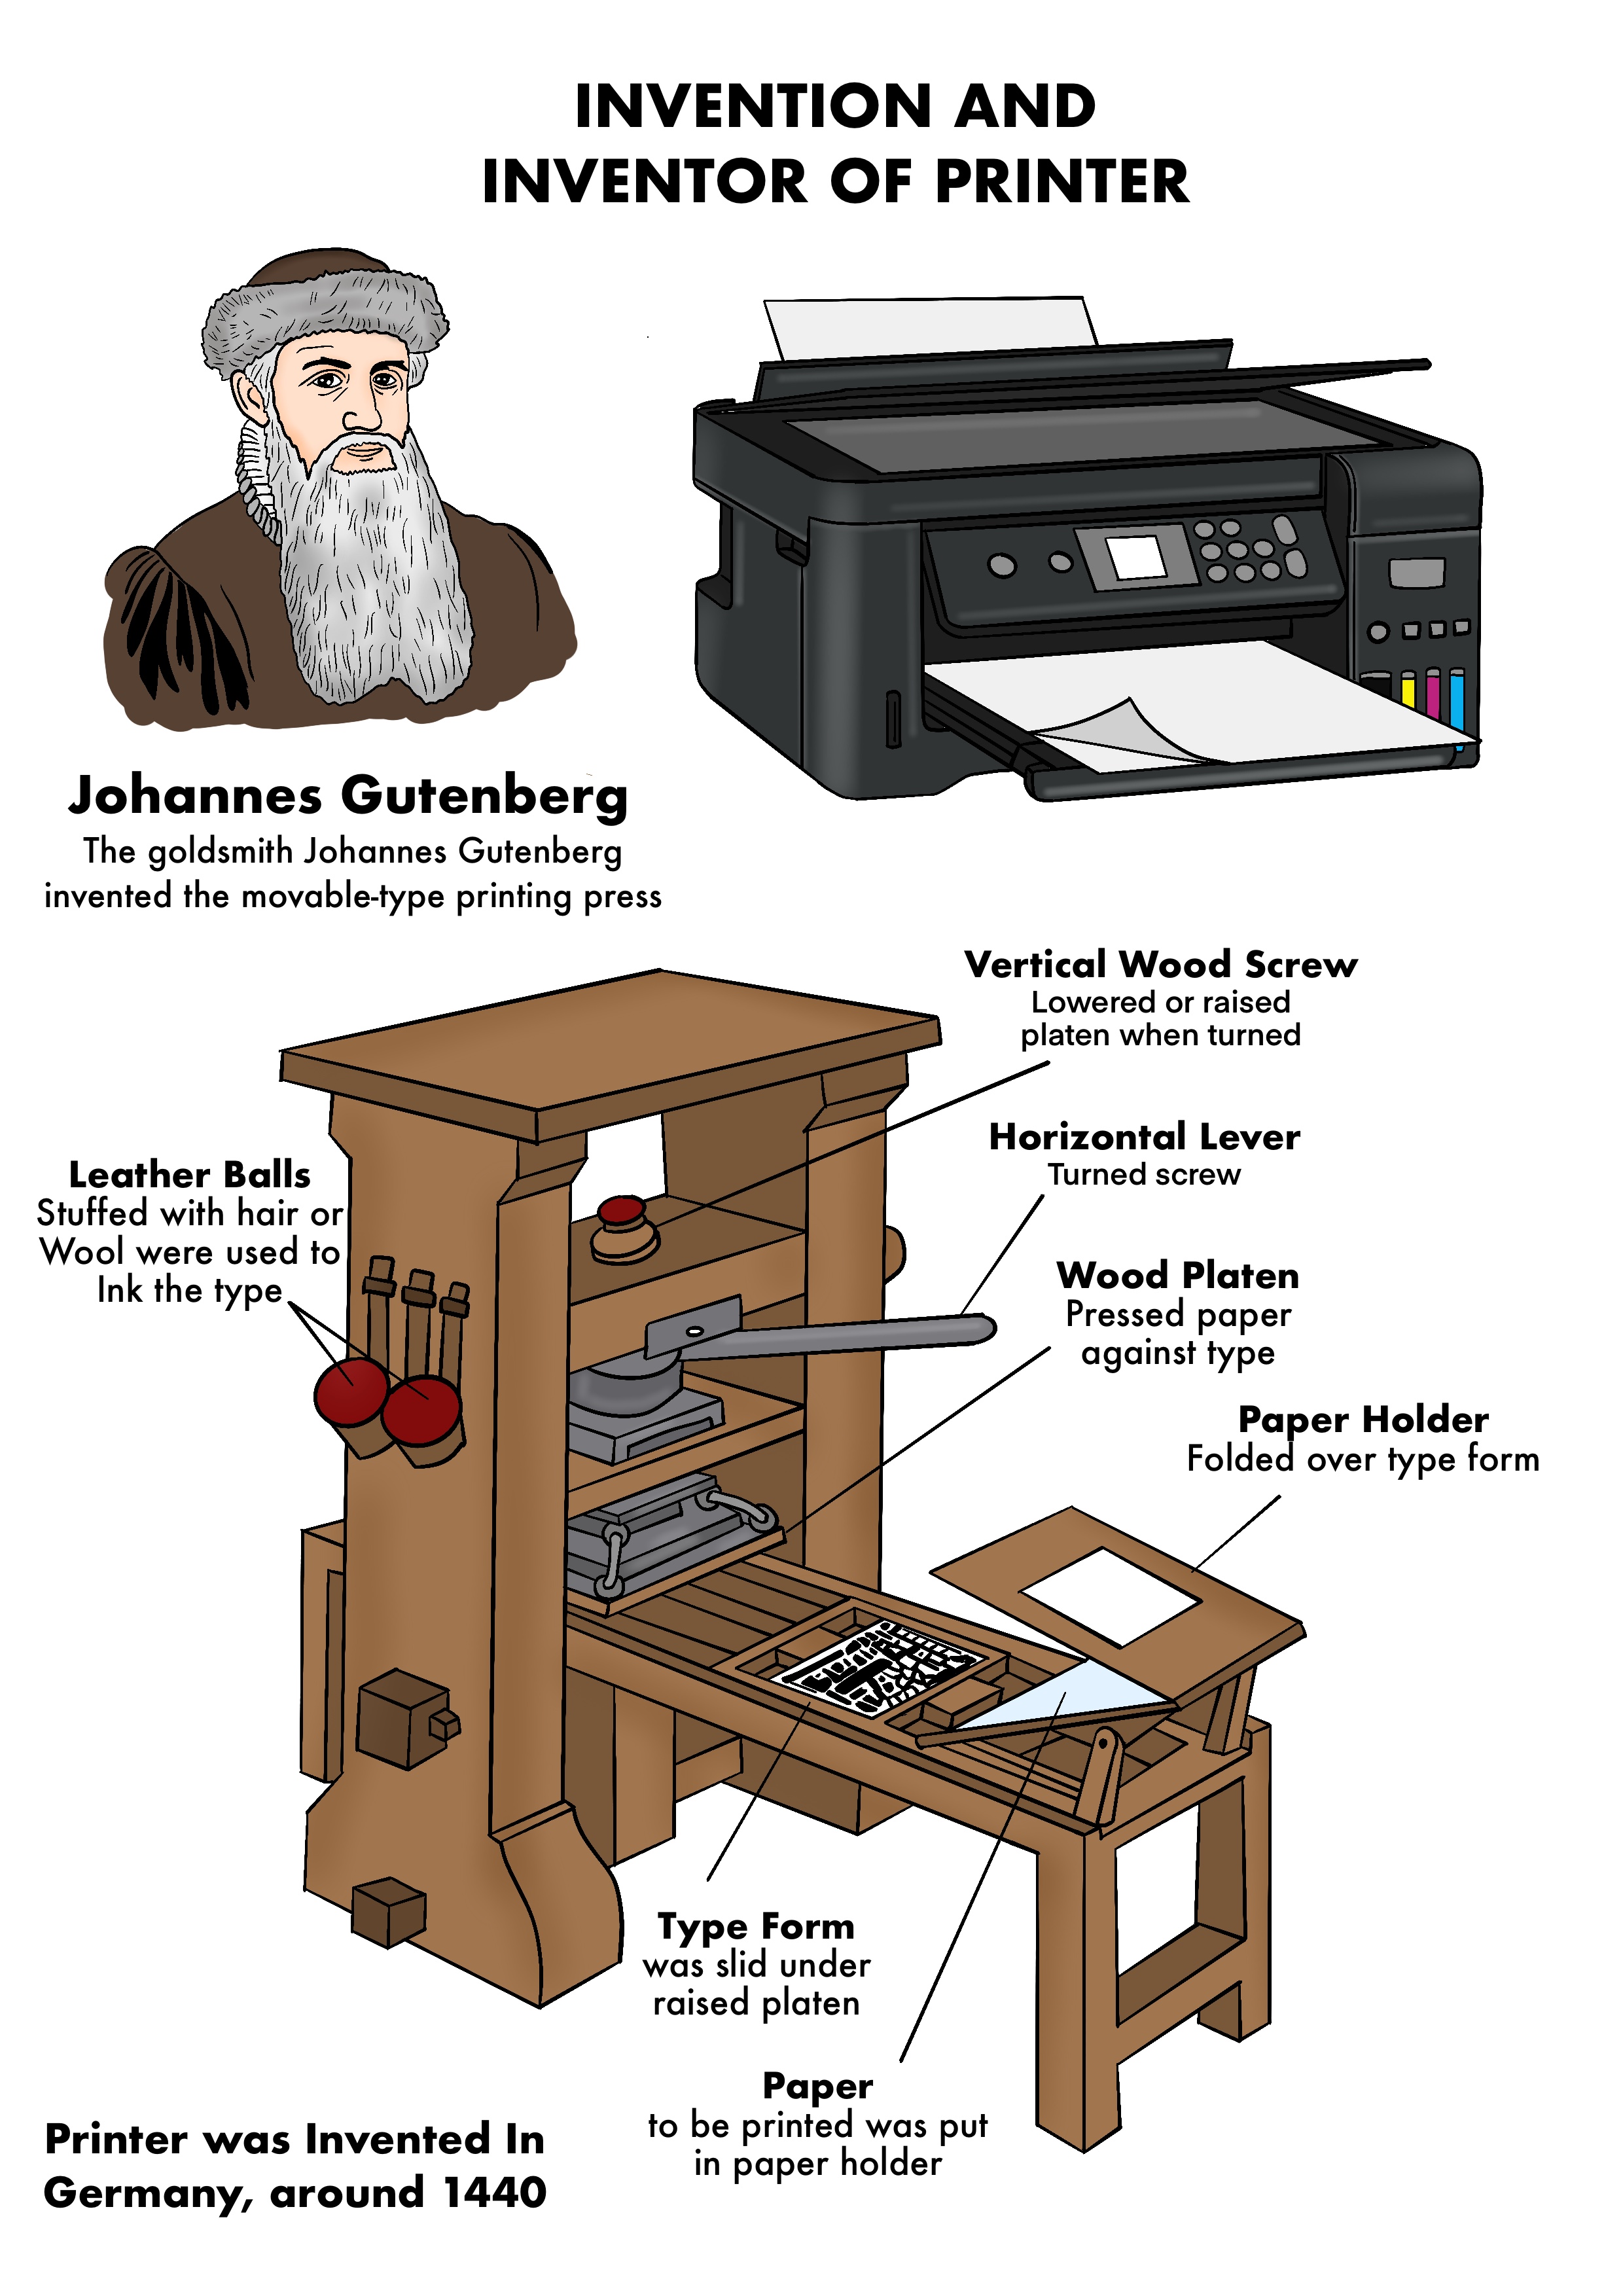 INVENTION AND
INVENTOR OF PRINTER
Johannes Gutenberg
The goldsmith Johannes Gutenberg
invented the movable-type printing press
Vertical Wood Screw
Lowered or raised
platen when turned
Horizontal Lever
Turned screw
Leather Balls
Stuffed with hair or
Wool were used to
Ink the type
Wood Platen
Pressed paper
against type
Paper Holder
Folded over type form
Type Form
was slid under
raised platen
Paper
to be printed was put
in paper holder
Printer was Invented In
Germany, around 1440